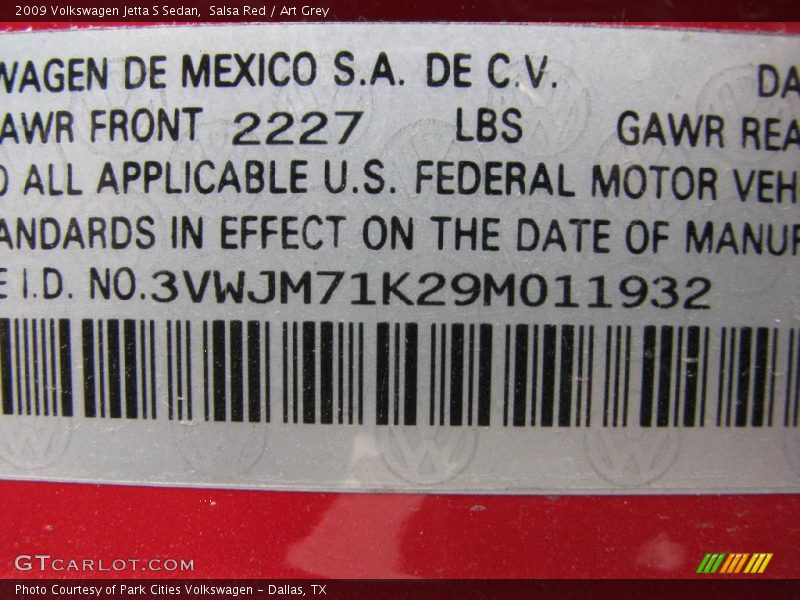 2009 Volkswagen Jetta S Sedan,  Salsa Red / Art Grey
WAGEN DE MEXICO S.A. DE C.V. DA
AWR FRONT 2227 LBS GAWR REA
O ALL APPLICABLE U.S. FEDERAL MOTOR VEH
ANDARDS IN EFFECT ON THE DATE OF MANUF
E I.D. NO.3VWJM71K29M011932
GTCARLOT.COM
Photo Courtesy of Park Cities Volkswagen – Dallas, TX